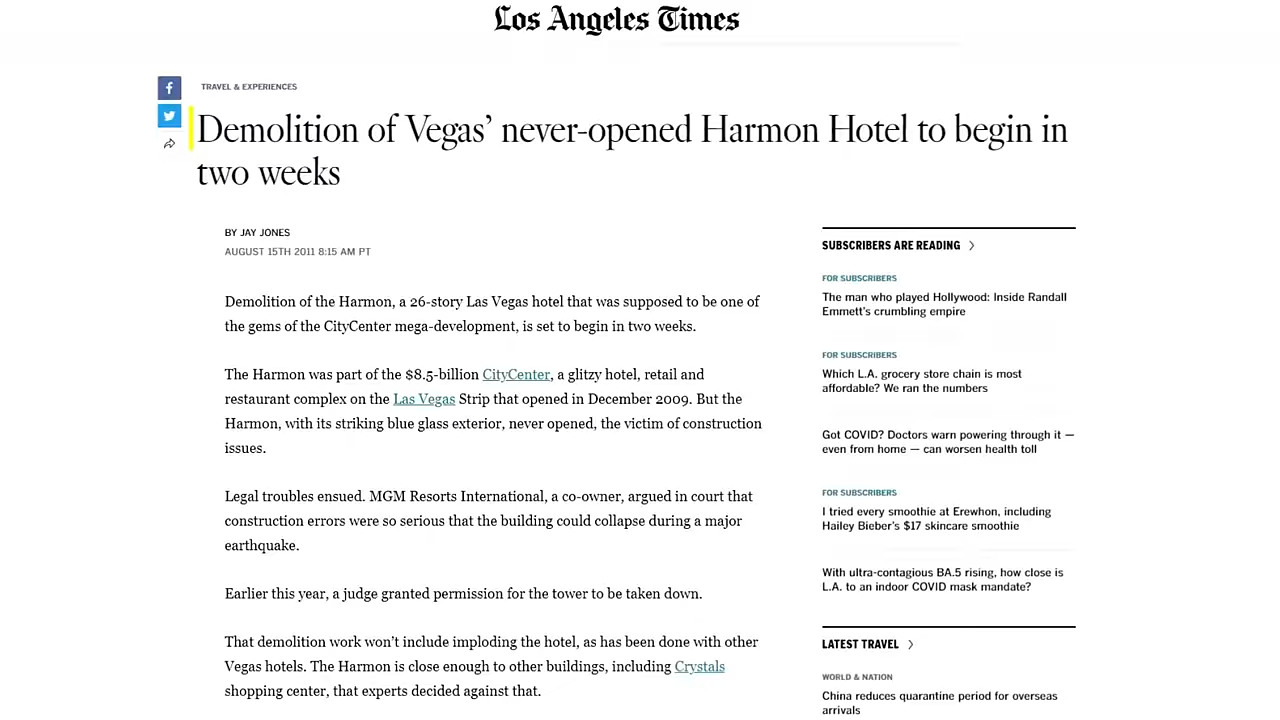 Los Angeles Times
TRAVEL & EXPERIENCES
Demolition of Vegas’ never-opened Harmon Hotel to begin in
two weeks
BY JAY JONES
AUGUST 15TH 2011 8:15 AM PT
Demolition of the Harmon, a 26-story Las Vegas hotel that was supposed to be one of
the gems of the CityCenter mega-development, is set to begin in two weeks.
The Harmon was part of the $8.5-billion CityCenter, a glitzy hotel, retail and
restaurant complex on the Las Vegas Strip that opened in December 2009. But the
Harmon, with its striking blue glass exterior, never opened, the victim of construction
issues.
Legal troubles ensued. MGM Resorts International, a co-owner, argued in court that
construction errors were so serious that the building could collapse during a major
earthquake.
Earlier this year, a judge granted permission for the tower to be taken down.
That demolition work won’t include imploding the hotel, as has been done with other
Vegas hotels. The Harmon is close enough to other buildings, including Crystals
shopping center, that experts decided against that.
SUBSCRIBERS ARE READING
FOR SUBSCRIBERS
The man who played Hollywood: Inside Randall
Emmett’s crumbling empire
FOR SUBSCRIBERS
Which L.A. grocery store chain is most
affordable? We ran the numbers
Got COVID? Doctors warn powering through it —
even from home — can worsen health toll
FOR SUBSCRIBERS
I tried every smoothie at Erewhon, including
Hailey Bieber’s $17 skincare smoothie
With ultra-contagious BA.5 rising, how close is
L.A. to an indoor COVID mask mandate?
LATEST TRAVEL
WORLD & NATION
China reduces quarantine period for overseas
arrivals